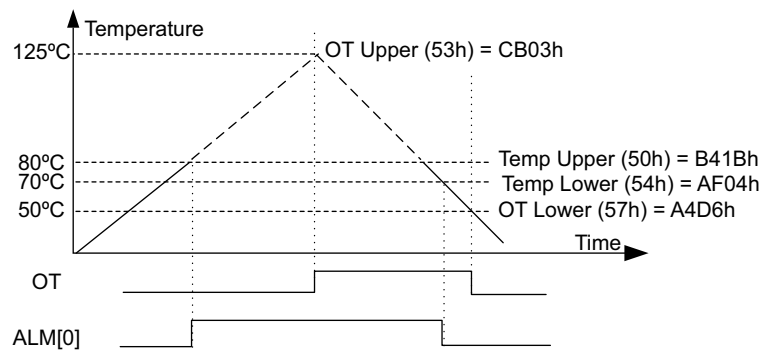 Temperature
125ºC
OT Upper (53h) = CB03h
80ºC
Temp Upper (50h) = B41Bh
70ºC
Temp Lower (54h) = AF04h
50ºC
OT Lower (57h) = A4D6h
Time
OT
ALM[0]